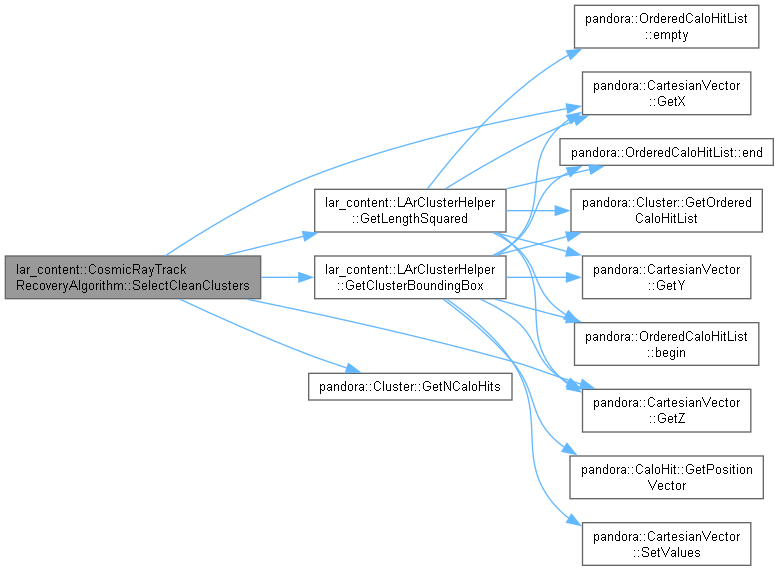 lar_content::CosmicRayTrack
RecoveryAlgorithm::SelectCleanClusters
lar_content::LArClusterHelper
::GetLengthSquared
lar_content::LArClusterHelper
::GetClusterBoundingBox
pandora::Cluster::GetNCaloHits
pandora::OrderedCaloHitList
::empty
pandora::CartesianVector
::GetX
pandora::OrderedCaloHitList::end
pandora::Cluster::GetOrdered
CaloHitList
pandora::CartesianVector
::GetY
pandora::OrderedCaloHitList
::begin
pandora::CartesianVector
::GetZ
pandora::CaloHit::GetPosition
Vector
pandora::CartesianVector
::SetValues